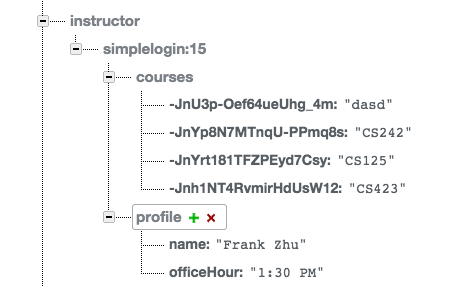 instructor
simplelogin:15
courses
-JnU3p-Oef64ueUhg_4m: "dasd"
-JnYp8N7MTnqU-PPmq8s: "CS242"
-JnYrt181TFZPEyd7Csy: "CS125"
-Jnh1NT4RvmirHdUsW12: "CS423"
profile
name: "Frank Zhu"
officeHour: "1:30 PM"